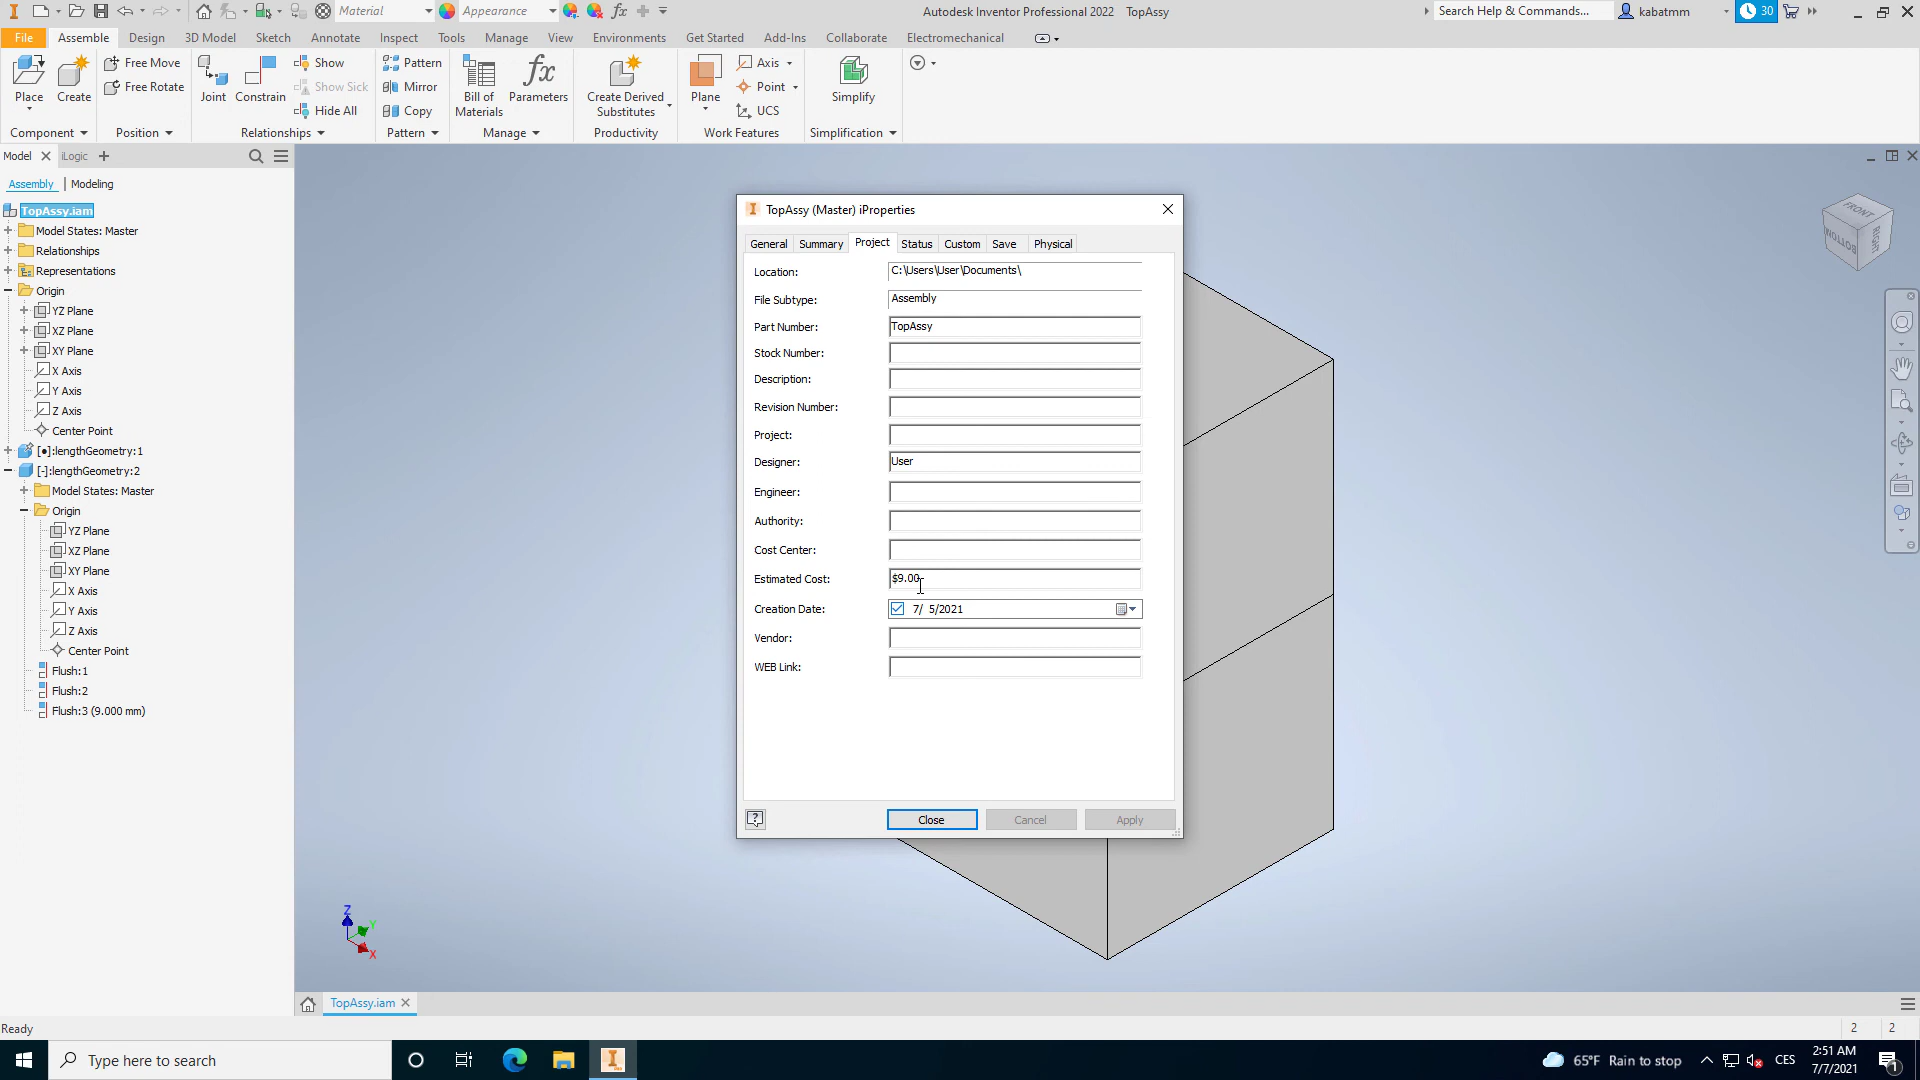 Material
Appearance
fx
Autodesk Inventor Professional 2022 TopAssy
Search Help & Commands...
kabatmm
30
File
Assemble
Design
3D Model
Sketch
Annotate
Inspect
Tools
Manage
View
Environments
Get Started
Add-Ins
Collaborate
Electromechanical
Place
Create
Free Move
Free Rotate
Component
Position
Joint
Constrain
Show
Show Sick
Hide All
Relationships
Pattern
Mirror
Copy
Pattern
Bill of
Materials
fx
Parameters
Manage
Create Derived
Substitutes
Productivity
Plane
Axis
Point
UCS
Work Features
Simplify
Simplification
Model
iLogic
Assembly
Modeling
TopAssy.iam
Model States: Master
Relationships
Representations
Origin
YZ Plane
XZ Plane
XY Plane
X Axis
Y Axis
Z Axis
Center Point
[●]:lengthGeometry:1
[-]:lengthGeometry:2
Model States: Master
Origin
YZ Plane
XZ Plane
XY Plane
X Axis
Y Axis
Z Axis
Center Point
Flush:1
Flush:2
Flush:3 (9.000 mm)
TopAssy (Master) iProperties
General
Summary
Project
Status
Custom
Save
Physical
Location: C:\Users\User\Documents\
File Subtype: Assembly
Part Number: TopAssy
Stock Number:
Description:
Revision Number:
Project:
Designer: User
Engineer:
Authority:
Cost Center:
Estimated Cost: $9.00
Creation Date: 7/ 5/2021
Vendor:
WEB Link:
?
Close
Cancel
Apply
FRONT
RIGHT
BOTTOM
Z
Y
X
TopAssy.iam
Ready
2 2
Type here to search
65°F Rain to stop
CES
2:51 AM
7/7/2021
1